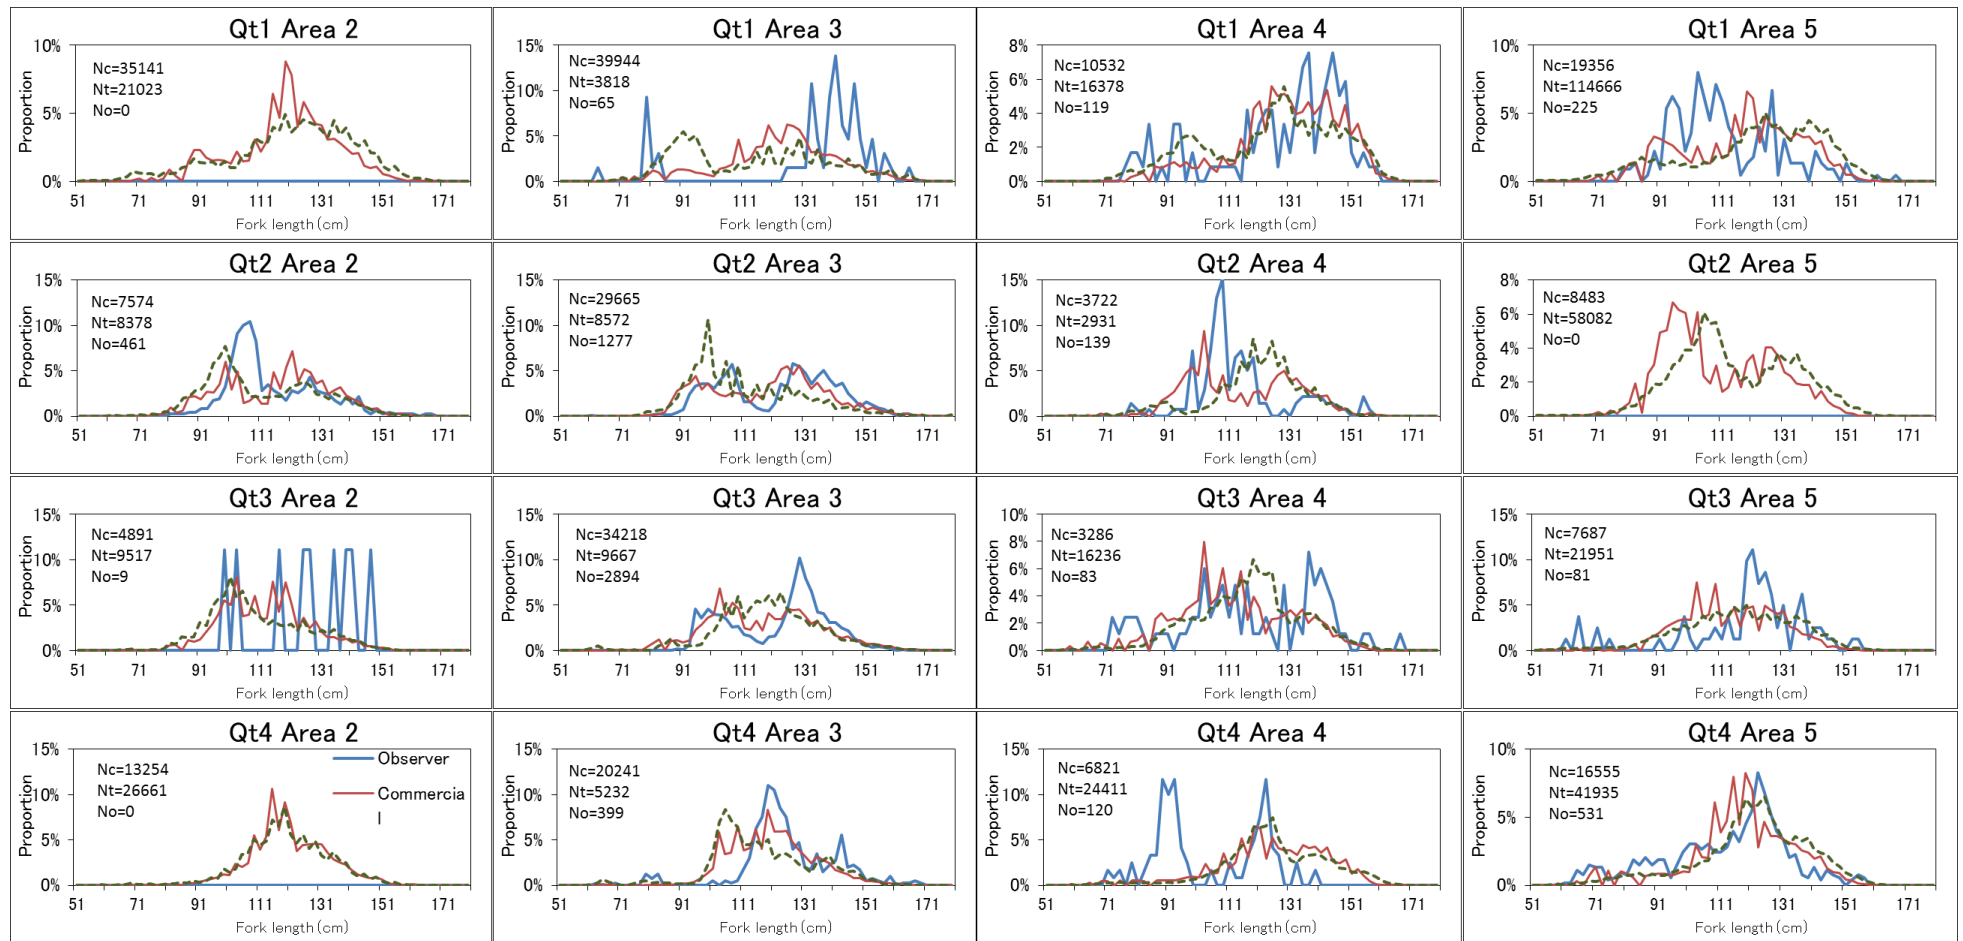 Qt1 Area 2
10%
5%
0%
Proportion
Nc=35141
Nt=21023
No=0
51 71 91 111 131 151 171
Fork length(cm)
Qt1 Area 3
15%
10%
5%
0%
Proportion
Nc=39944
Nt=3818
No=65
51 71 91 111 131 151 171
Fork length(cm)
Qt1 Area 4
8%
6%
4%
2%
0%
Proportion
Nc=10532
Nt=16378
No=119
51 71 91 111 131 151 171
Fork length(cm)
Qt1 Area 5
10%
5%
0%
Proportion
Nc=19356
Nt=114666
No=225
51 71 91 111 131 151 171
Fork length(cm)
Qt2 Area 2
15%
10%
5%
0%
Proportion
Nc=7574
Nt=8378
No=461
51 71 91 111 131 151 171
Fork length(cm)
Qt2 Area 3
15%
10%
5%
0%
Proportion
Nc=29665
Nt=8572
No=1277
51 71 91 111 131 151 171
Fork length(cm)
Qt2 Area 4
15%
10%
5%
0%
Proportion
Nc=3722
Nt=2931
No=139
51 71 91 111 131 151 171
Fork length(cm)
Qt2 Area 5
8%
6%
4%
2%
0%
Proportion
Nc=8483
Nt=58082
No=0
51 71 91 111 131 151 171
Fork length(cm)
Qt3 Area 2
15%
10%
5%
0%
Proportion
Nc=4891
Nt=9517
No=9
51 71 91 111 131 151 171
Fork length(cm)
Qt3 Area 3
15%
10%
5%
0%
Proportion
Nc=34218
Nt=9667
No=2894
51 71 91 111 131 151 171
Fork length(cm)
Qt3 Area 4
10%
8%
6%
4%
2%
0%
Proportion
Nc=3286
Nt=16236
No=83
51 71 91 111 131 151 171
Fork length(cm)
Qt3 Area 5
15%
10%
5%
0%
Proportion
Nc=7687
Nt=21951
No=81
51 71 91 111 131 151 171
Fork length(cm)
Qt4 Area 2
15%
10%
5%
0%
Proportion
Nc=13254
Nt=26661
No=0
Observer
Commercia
l
51 71 91 111 131 151 171
Fork length(cm)
Qt4 Area 3
15%
10%
5%
0%
Proportion
Nc=20241
Nt=5232
No=399
51 71 91 111 131 151 171
Fork length(cm)
Qt4 Area 4
15%
10%
5%
0%
Proportion
Nc=6821
Nt=24411
No=120
51 71 91 111 131 151 171
Fork length(cm)
Qt4 Area 5
10%
5%
0%
Proportion
Nc=16555
Nt=41935
No=531
51 71 91 111 131 151 171
Fork length(cm)